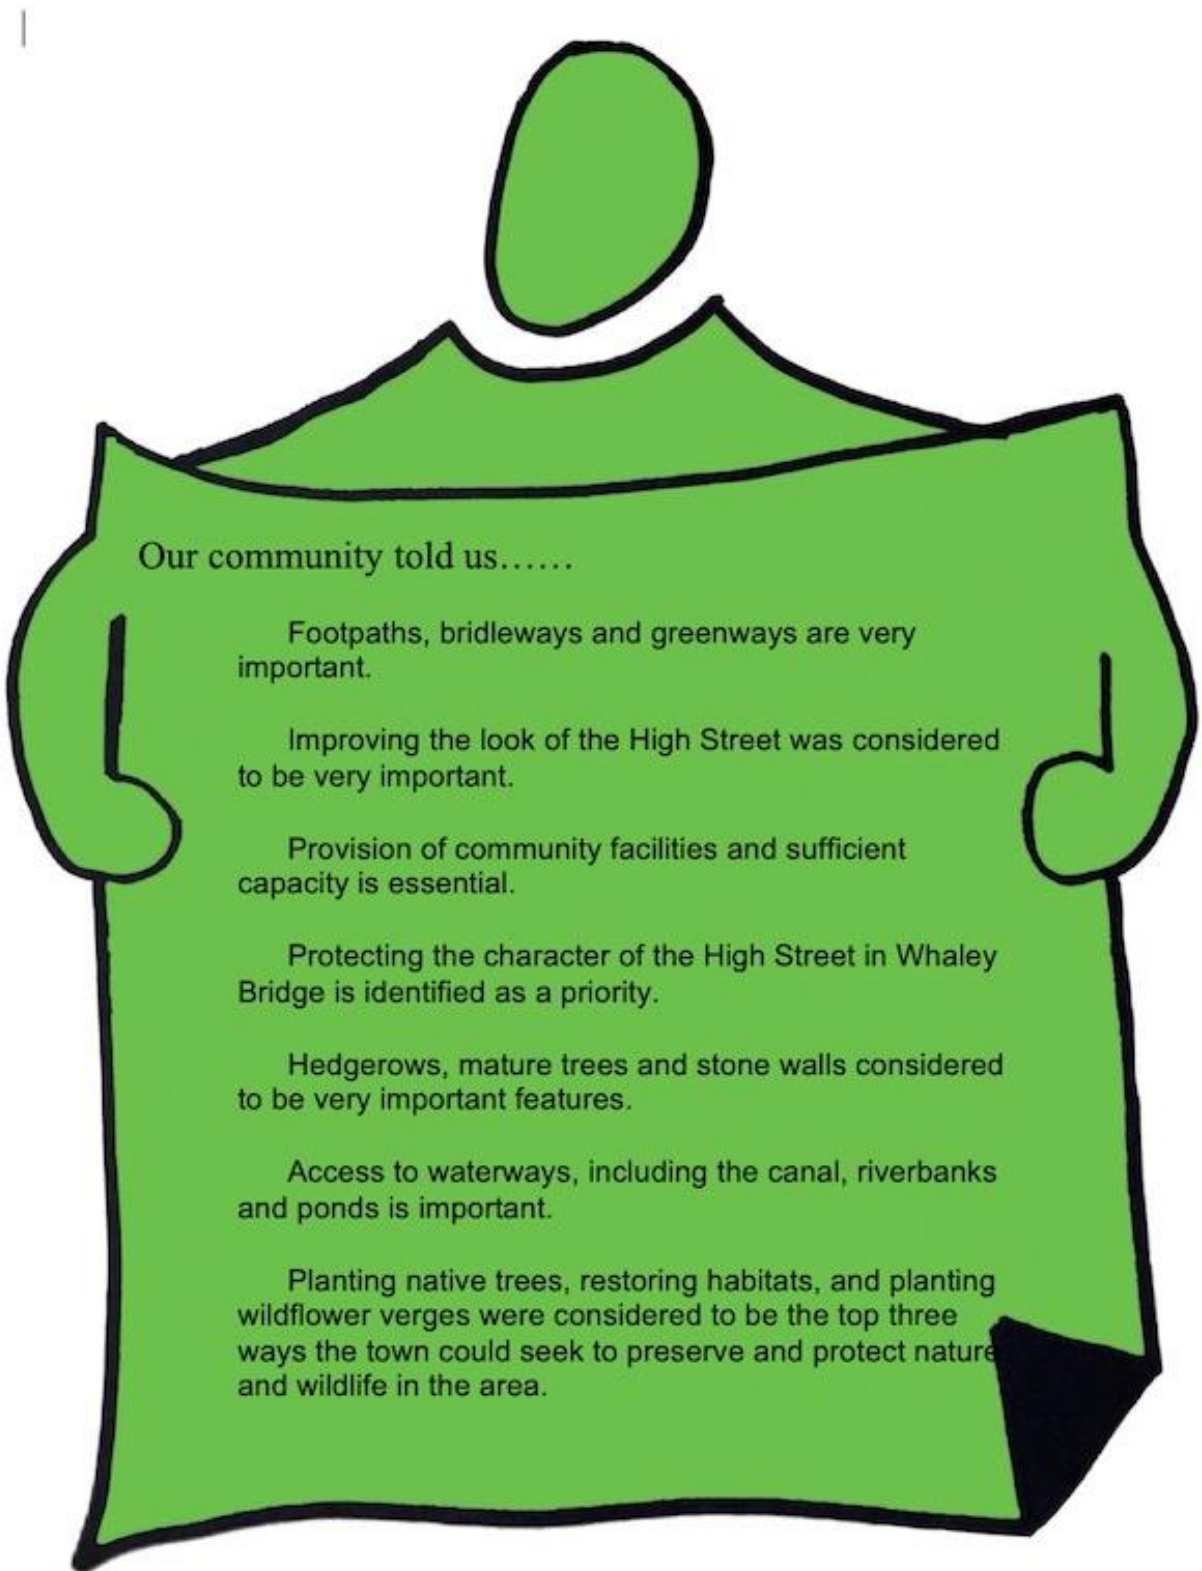 Our community told us......
Footpaths, bridleways and greenways are very
important.
Improving the look of the High Street was considered
to be very important.
Provision of community facilities and sufficient
capacity is essential.
Protecting the character of the High Street in Whaley
Bridge is identified as a priority.
Hedgerows, mature trees and stone walls considered
to be very important features.
Access to waterways, including the canal, riverbanks
and ponds is important.
Planting native trees, restoring habitats, and planting
wildflower verges were considered to be the top three
ways the town could seek to preserve and protect nature
and wildlife in the area.